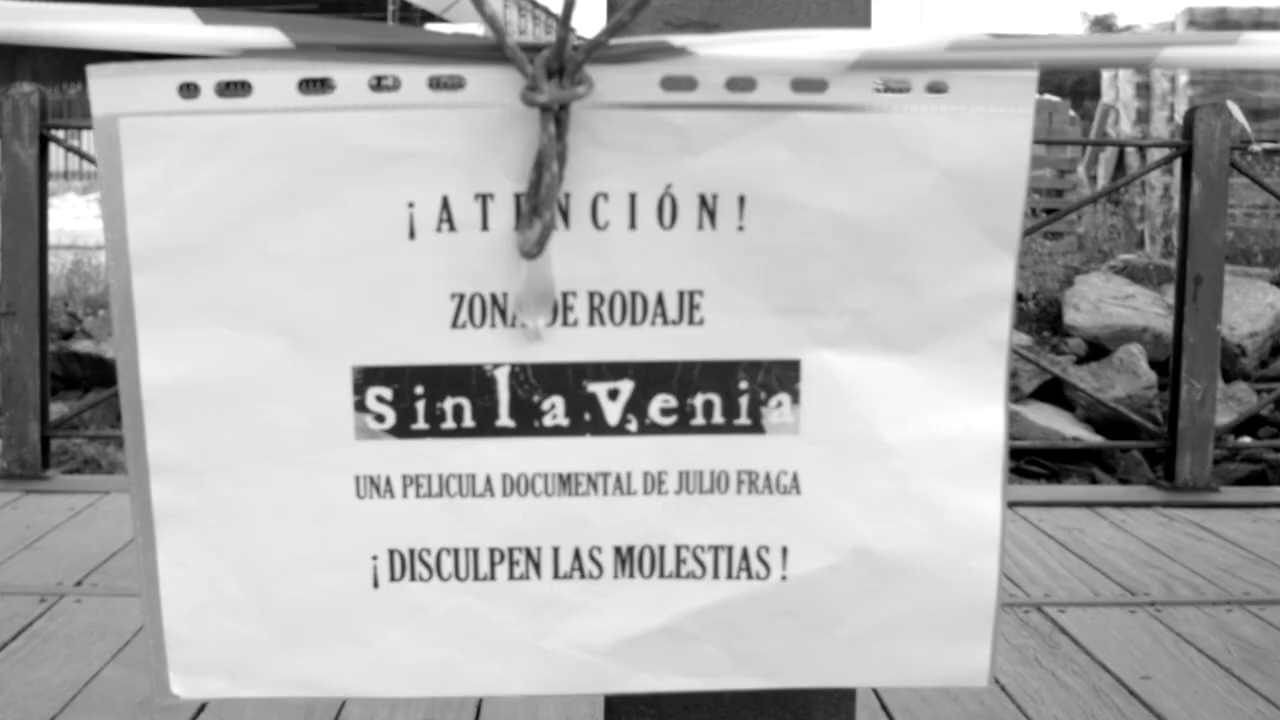 ¡ATENCIÓN!
ZONA DE RODAJE
Sin la Venia
UNA PELICULA DOCUMENTAL DE JULIO FRAGA
¡DISCULPEN LAS MOLESTIAS!